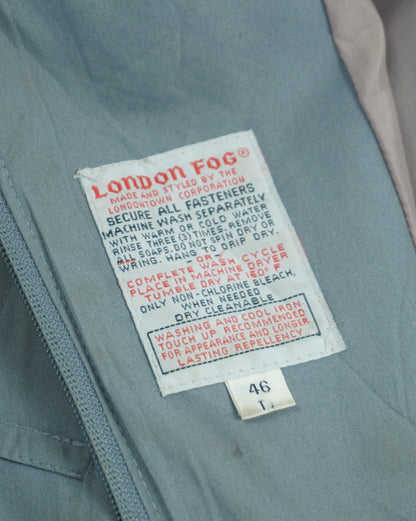 LONDON FOG®
MADE AND STYLED BY THE
LONDONTOWN CORPORATION
SECURE ALL FASTENERS
MACHINE WASH SEPARATELY
WITH WARM OR COLD WATER
RINSE THREE (3) TIMES. REMOVE
ALL SOAPS. DO NOT SPIN DRY OR
WRING. HANG TO DRIP DRY.
-OR-
COMPLETE WASH CYCLE
PLACE IN MACHINE DRYER
TUMBLE DRY AT 160° F.
ONLY NON-CHLORINE BLEACH,
WHEN NEEDED
DRY CLEANABLE
WASHING AND COOL IRON
TOUCH UP RECOMMENDED
FOR APPEARANCE AND LONGER
LASTING REPELLENCY.
46